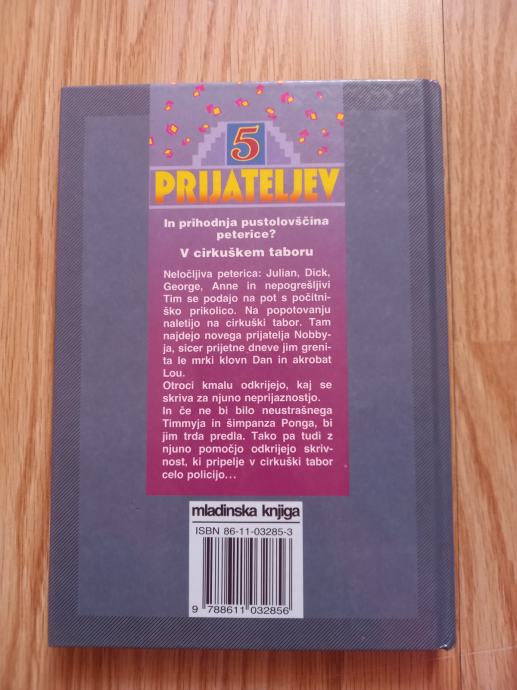 5
PRIJATELJEV
In prihodnja pustolovščina
peterice?
V cirkuškem taboru
Neločljiva peterica: Julian, Dick,
George, Anne in nepogrešljivi
Tim se podajo na pot s počitni-
ško prikolico. Na popotovanju
naletijo na cirkuški tabor. Tam
najdejo novega prijatelja Nobby-
ja, sicer prijetne dneve jim greni-
ta le mrki klovn Dan in akrobat
Lou.
Otroci kmalu odkrijejo, kaj se
skriva za njuno neprijaznostjo.
In če ne bi bilo neustrašnega
Timmyja in šimpanza Ponga, bi
jim trda predla. Tako pa tudi z
njuno pomočjo odkrijejo skriv-
nost, ki pripelje v cirkuški tabor
celo policijo...
mladinska knjiga
ISBN 86-11-03285-3
9 788611 032856